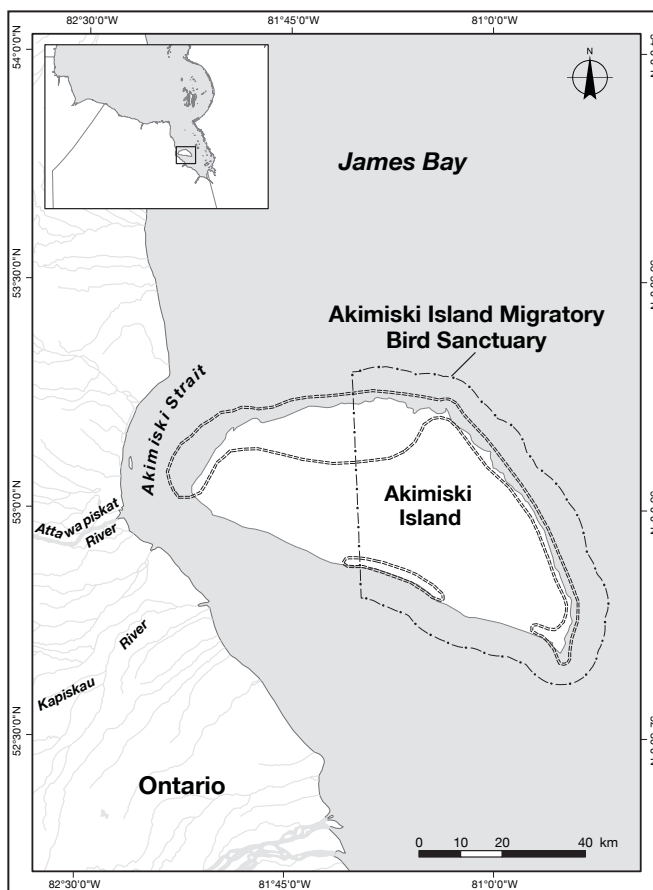 82°30'0"W 81°45'0"W 81°0'0"W
54°0'0"N
N
James Bay
53°30'0"N
Akimiski Island Migratory
Bird Sanctuary
Akimiski Strait
Akimiski
Island
53°0'0"N
Attawapiskat
River
River
Kapiskau
52°30'0"N
Ontario
0 10 20 40 km
82°30'0"W 81°45'0"W 81°0'0"W